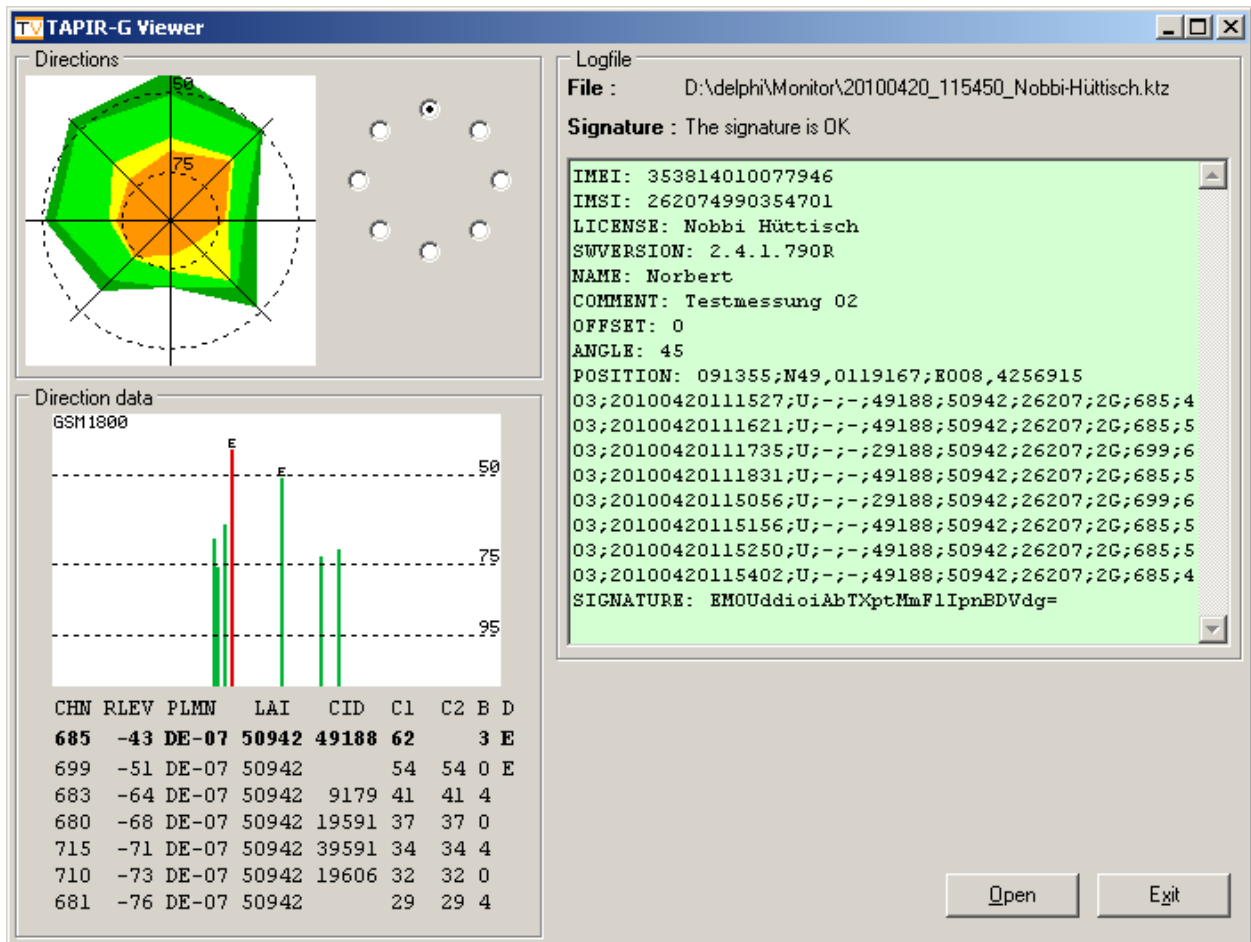 TV TAPIR-G Viewer
Directions
50
75
Logfile
File : D:\delphi\Monitor\20100420_115450_Nobbi-Hüttisch.ktz
Signature : The signature is OK
IMEI: 353814010077946
IMSI: 262074990354701
LICENSE: Nobbi Hüttisch
SWVERSION: 2.4.1.790R
NAME: Norbert
COMMENT: Testmessung 02
OFFSET: 0
ANGLE: 45
POSITION: 091355;N49,0119167;E008,4256915
03;20100420111527;U;-;-;49188;50942;26207;2G;685;4
03;20100420111621;U;-;-;49188;50942;26207;2G;685;5
03;20100420111735;U;-;-;29188;50942;26207;2G;699;6
03;20100420111831;U;-;-;49188;50942;26207;2G;685;5
03;20100420115056;U;-;-;29188;50942;26207;2G;699;6
03;20100420115156;U;-;-;49188;50942;26207;2G;685;5
03;20100420115250;U;-;-;49188;50942;26207;2G;685;5
03;20100420115402;U;-;-;49188;50942;26207;2G;685;4
SIGNATURE: EMOUddioiAbTXptMmFlIpnBDVdg=
Direction data
GSM1800
E
E
50
75
95
CHN RLEV PLMN LAI CID C1 C2 B D
685 -43 DE-07 50942 49188 62 3 E
699 -51 DE-07 50942 54 54 0 E
683 -64 DE-07 50942 9179 41 41 4
680 -68 DE-07 50942 19591 37 37 0
715 -71 DE-07 50942 39591 34 34 4
710 -73 DE-07 50942 19606 32 32 0
681 -76 DE-07 50942 29 29 4
Open
Exit